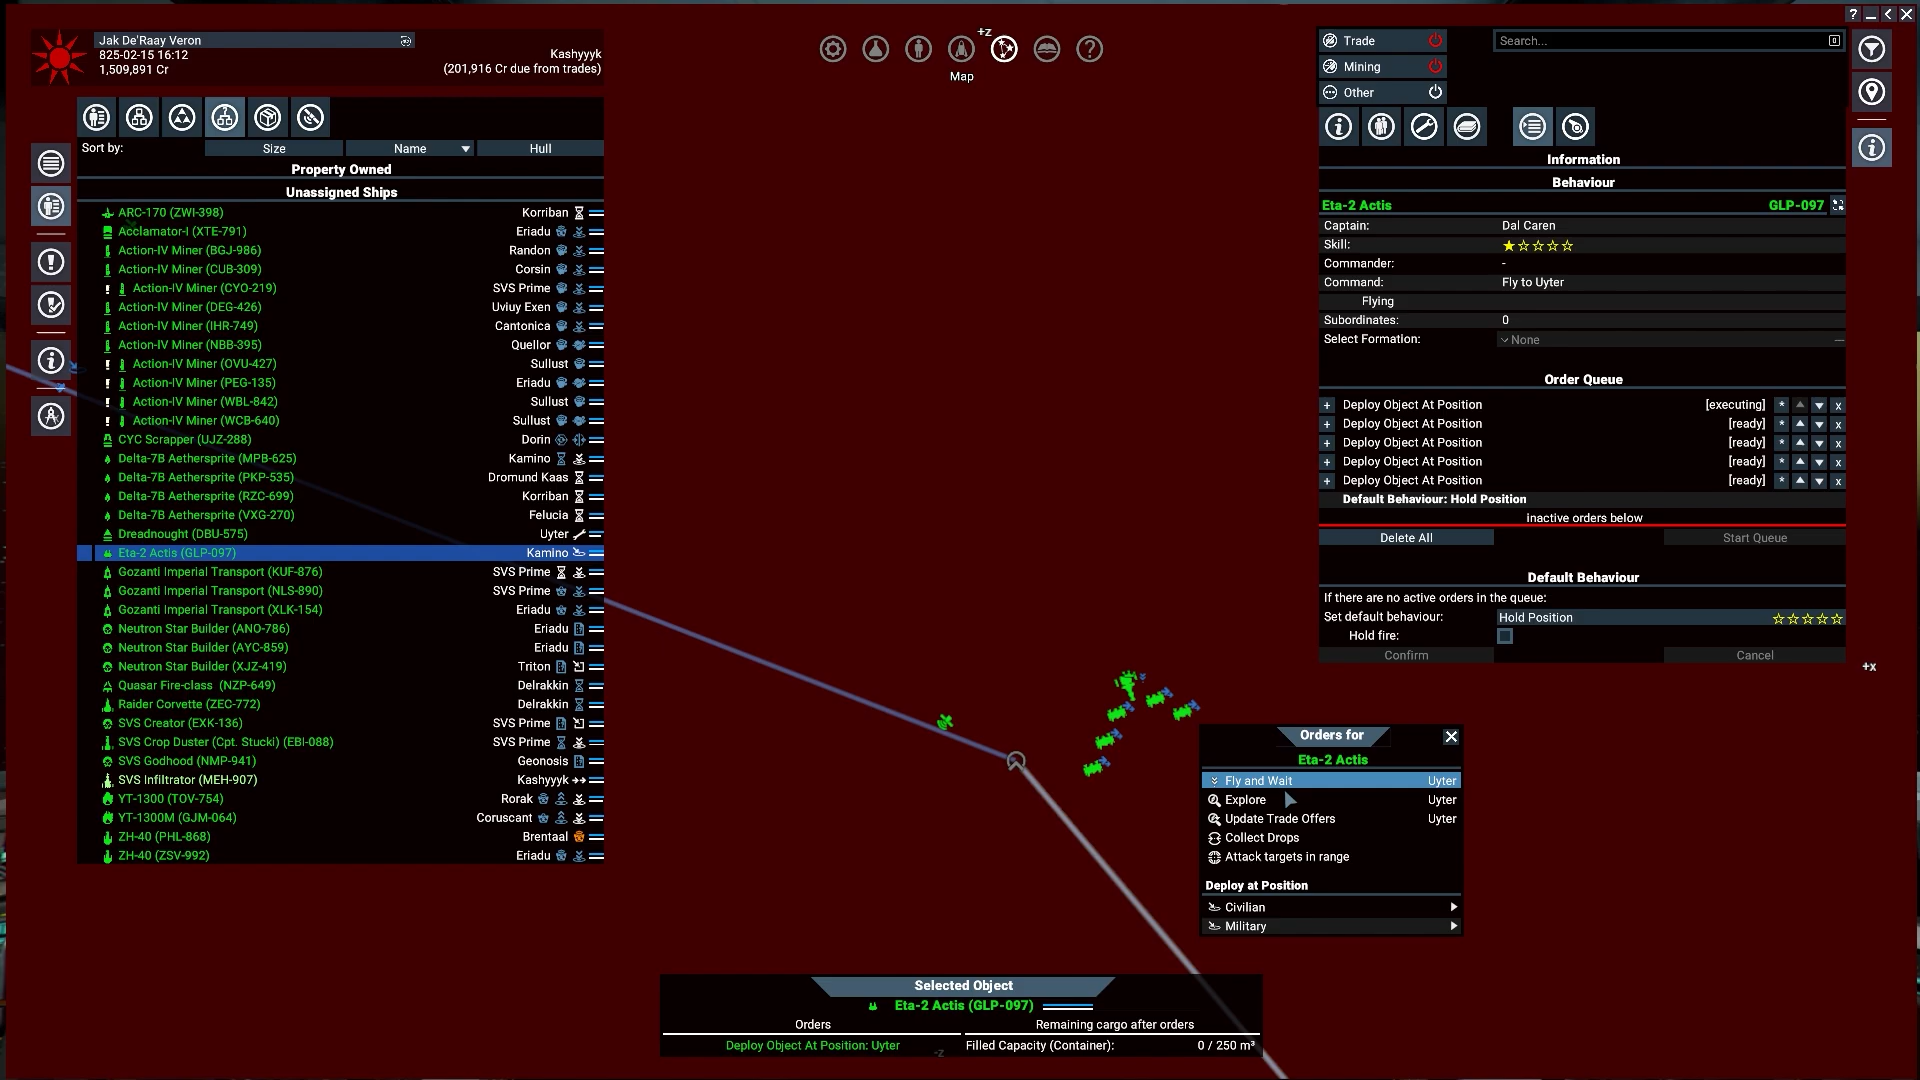 Jak De'Raay Veron
825-02-15 16:12
1,509,891 Cr
Kashyyyk
(201,916 Cr due from trades)
+z
Map
Sort by:
Size
Name
Hull
Property Owned
Unassigned Ships
ARC-170 (ZWI-398) Korriban
Acclamator-I (XTE-791) Eriadu
Action-IV Miner (BGJ-986) Randon
Action-IV Miner (CUB-309) Corsin
Action-IV Miner (CYO-219) SVS Prime
Action-IV Miner (DEG-426) Uviuy Exen
Action-IV Miner (IHR-749) Cantonica
Action-IV Miner (NBB-395) Quellor
Action-IV Miner (OVU-427) Sullust
Action-IV Miner (PEG-135) Eriadu
Action-IV Miner (WBL-842) Sullust
Action-IV Miner (WCB-640) Sullust
CYC Scrapper (UJZ-288) Dorin
Delta-7B Aethersprite (MPB-625) Kamino
Delta-7B Aethersprite (PKP-535) Dromund Kaas
Delta-7B Aethersprite (RZC-699) Korriban
Delta-7B Aethersprite (VXG-270) Felucia
Dreadnought (DBU-575) Uyter
Eta-2 Actis (GLP-097) Kamino
Gozanti Imperial Transport (KUF-876) SVS Prime
Gozanti Imperial Transport (NLS-890) SVS Prime
Gozanti Imperial Transport (XLK-154) Eriadu
Neutron Star Builder (ANO-786) Eriadu
Neutron Star Builder (AYC-859) Eriadu
Neutron Star Builder (XJZ-419) Triton
Quasar Fire-class (NZP-649) Delrakkin
Raider Corvette (ZEC-772) Delrakkin
SVS Creator (EXK-136) SVS Prime
SVS Crop Duster (Cpt. Stucki) (EBI-088) SVS Prime
SVS Godhood (NMP-941) Geonosis
SVS Infiltrator (MEH-907) Kashyyyk
YT-1300 (TOV-754) Rorak
YT-1300M (GJM-064) Coruscant
ZH-40 (PHL-868) Brentaal
ZH-40 (ZSV-992) Eriadu
Trade
Mining
Other
Search...
Information
Behaviour
Eta-2 Actis GLP-097
Captain: Dal Caren
Skill:
Commander: -
Command: Fly to Uyter
Flying
Subordinates: 0
Select Formation: None
Order Queue
Deploy Object At Position [executing]
Deploy Object At Position [ready]
Deploy Object At Position [ready]
Deploy Object At Position [ready]
Deploy Object At Position [ready]
Default Behaviour: Hold Position
inactive orders below
Delete All Start Queue
Default Behaviour
If there are no active orders in the queue:
Set default behaviour: Hold Position
Hold fire:
Confirm Cancel
+x
Orders for
Eta-2 Actis
Fly and Wait Uyter
Explore Uyter
Update Trade Offers Uyter
Collect Drops
Attack targets in range
Deploy at Position
Civilian
Military
Selected Object
Eta-2 Actis (GLP-097)
Orders Remaining cargo after orders
Deploy Object At Position: Uyter Filled Capacity (Container): 0 / 250 m³
-z